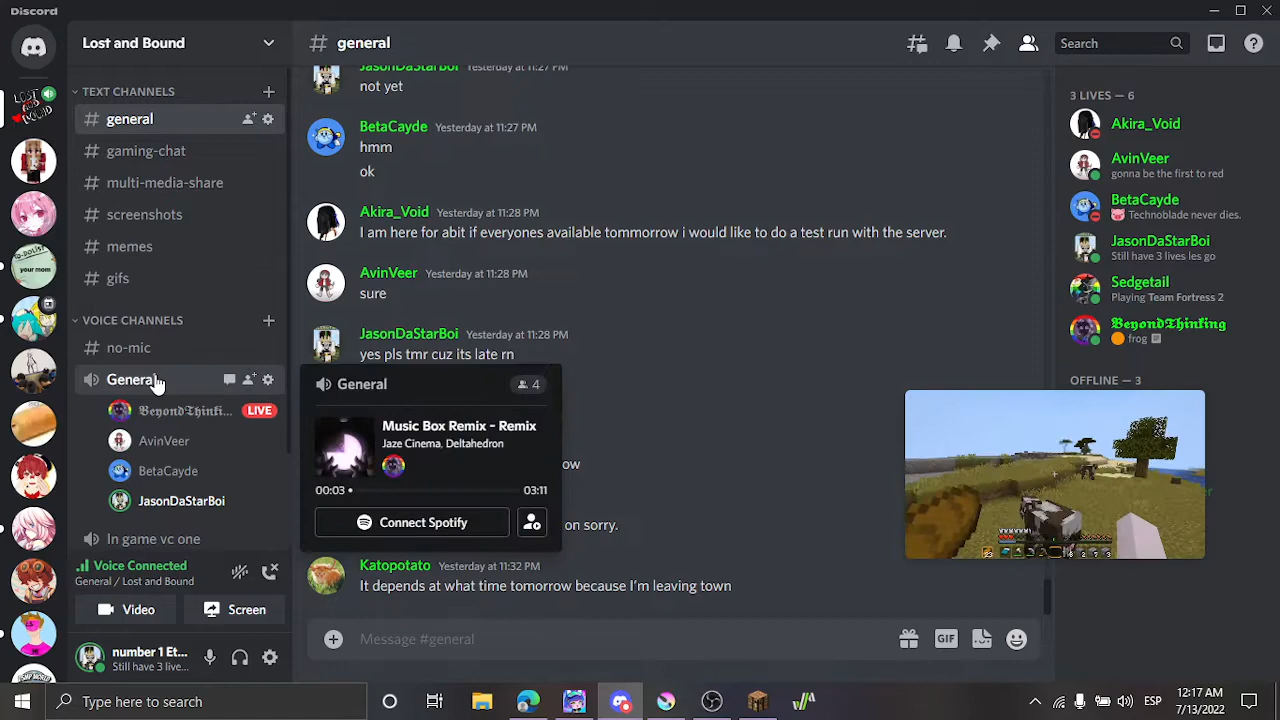 Discord
Lost and Bound
# general
Search
TEXT CHANNELS
# general
# gaming-chat
# multi-media-share
# screenshots
# memes
# gifs
VOICE CHANNELS
# no-mic
General
𝕭𝖊𝖞𝖔𝖓𝖉𝕿𝖍𝖎𝖓𝖐𝖋𝖎... LIVE
AvinVeer
BetaCayde
JasonDaStarBoi
In game vc one
Voice Connected
General / Lost and Bound
Video
Screen
number 1 Et...
Still have 3 live...
JasonDaStarBoi Yesterday at 11:27 PM
not yet
BetaCayde Yesterday at 11:27 PM
hmm
ok
Akira_Void Yesterday at 11:28 PM
I am here for abit if everyones available tommorrow i would like to do a test run with the server.
AvinVeer Yesterday at 11:28 PM
sure
JasonDaStarBoi Yesterday at 11:28 PM
yes pls tmr cuz its late rn
General
4
Music Box Remix - Remix
Jaze Cinema, Deltahedron
00:03
03:11
Connect Spotify
ow
on sorry.
Katopotato Yesterday at 11:32 PM
It depends at what time tomorrow because I'm leaving town
Message #general
GIF
3 LIVES — 6
Akira_Void
AvinVeer
gonna be the first to red
BetaCayde
Technoblade never dies.
JasonDaStarBoi
Still have 3 lives les go
Sedgetail
Playing Team Fortress 2
𝕭𝖊𝖞𝖔𝖓𝖉𝕿𝖍𝖎𝖓𝖐𝖎𝖓𝖌
frog
OFFLINE — 3
er
Type here to search
ESP
12:17 AM
7/13/2022